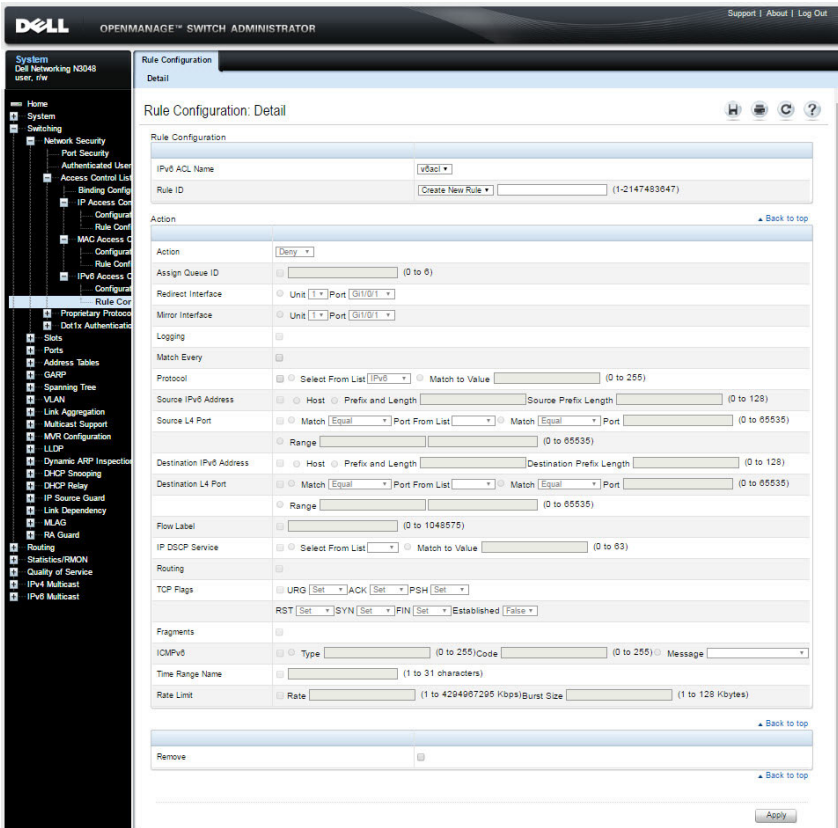 Support | About | Log Out
DELL OPENMANAGE™ SWITCH ADMINISTRATOR
System
Dell Networking N3048
user, r/w
Home
System
Switching
Network Security
Port Security
Authenticated User
Access Control List
Binding Config
IP Access Con
Configurat
Rule Confi
MAC Access C
Configurat
Rule Confi
IPv6 Access C
Configurat
Rule Cor
Proprietary Protoco
Dot1x Authenticatio
Slots
Ports
Address Tables
GARP
Spanning Tree
VLAN
Link Aggregation
Multicast Support
MVR Configuration
LLDP
Dynamic ARP Inspection
DHCP Snooping
DHCP Relay
IP Source Guard
Link Dependency
MLAG
RA Guard
Routing
Statistics/RMON
Quality of Service
IPv4 Multicast
IPv6 Multicast
Rule Configuration
Detail
Rule Configuration: Detail
Rule Configuration
IPv6 ACL Name v6acl
Rule ID Create New Rule (1-2147483647)
Action Back to top
Action Deny
Assign Queue ID (0 to 6)
Redirect Interface Unit 1 Port Gi1/0/1
Mirror Interface Unit 1 Port Gi1/0/1
Logging
Match Every
Protocol Select From List IPv6 Match to Value (0 to 255)
Source IPv6 Address Host Prefix and Length Source Prefix Length (0 to 128)
Source L4 Port Match Equal Port From List Match Equal Port (0 to 65535)
Range (0 to 65535)
Destination IPv6 Address Host Prefix and Length Destination Prefix Length (0 to 128)
Destination L4 Port Match Equal Port From List Match Equal Port (0 to 65535)
Range (0 to 65535)
Flow Label (0 to 1048575)
IP DSCP Service Select From List Match to Value (0 to 63)
Routing
TCP Flags URG Set ACK Set PSH Set
RST Set SYN Set FIN Set Established False
Fragments
ICMPv6 Type (0 to 255) Code (0 to 255) Message
Time Range Name (1 to 31 characters)
Rate Limit Rate (1 to 4294967295 Kbps) Burst Size (1 to 128 Kbytes)
Back to top
Remove
Back to top
Apply